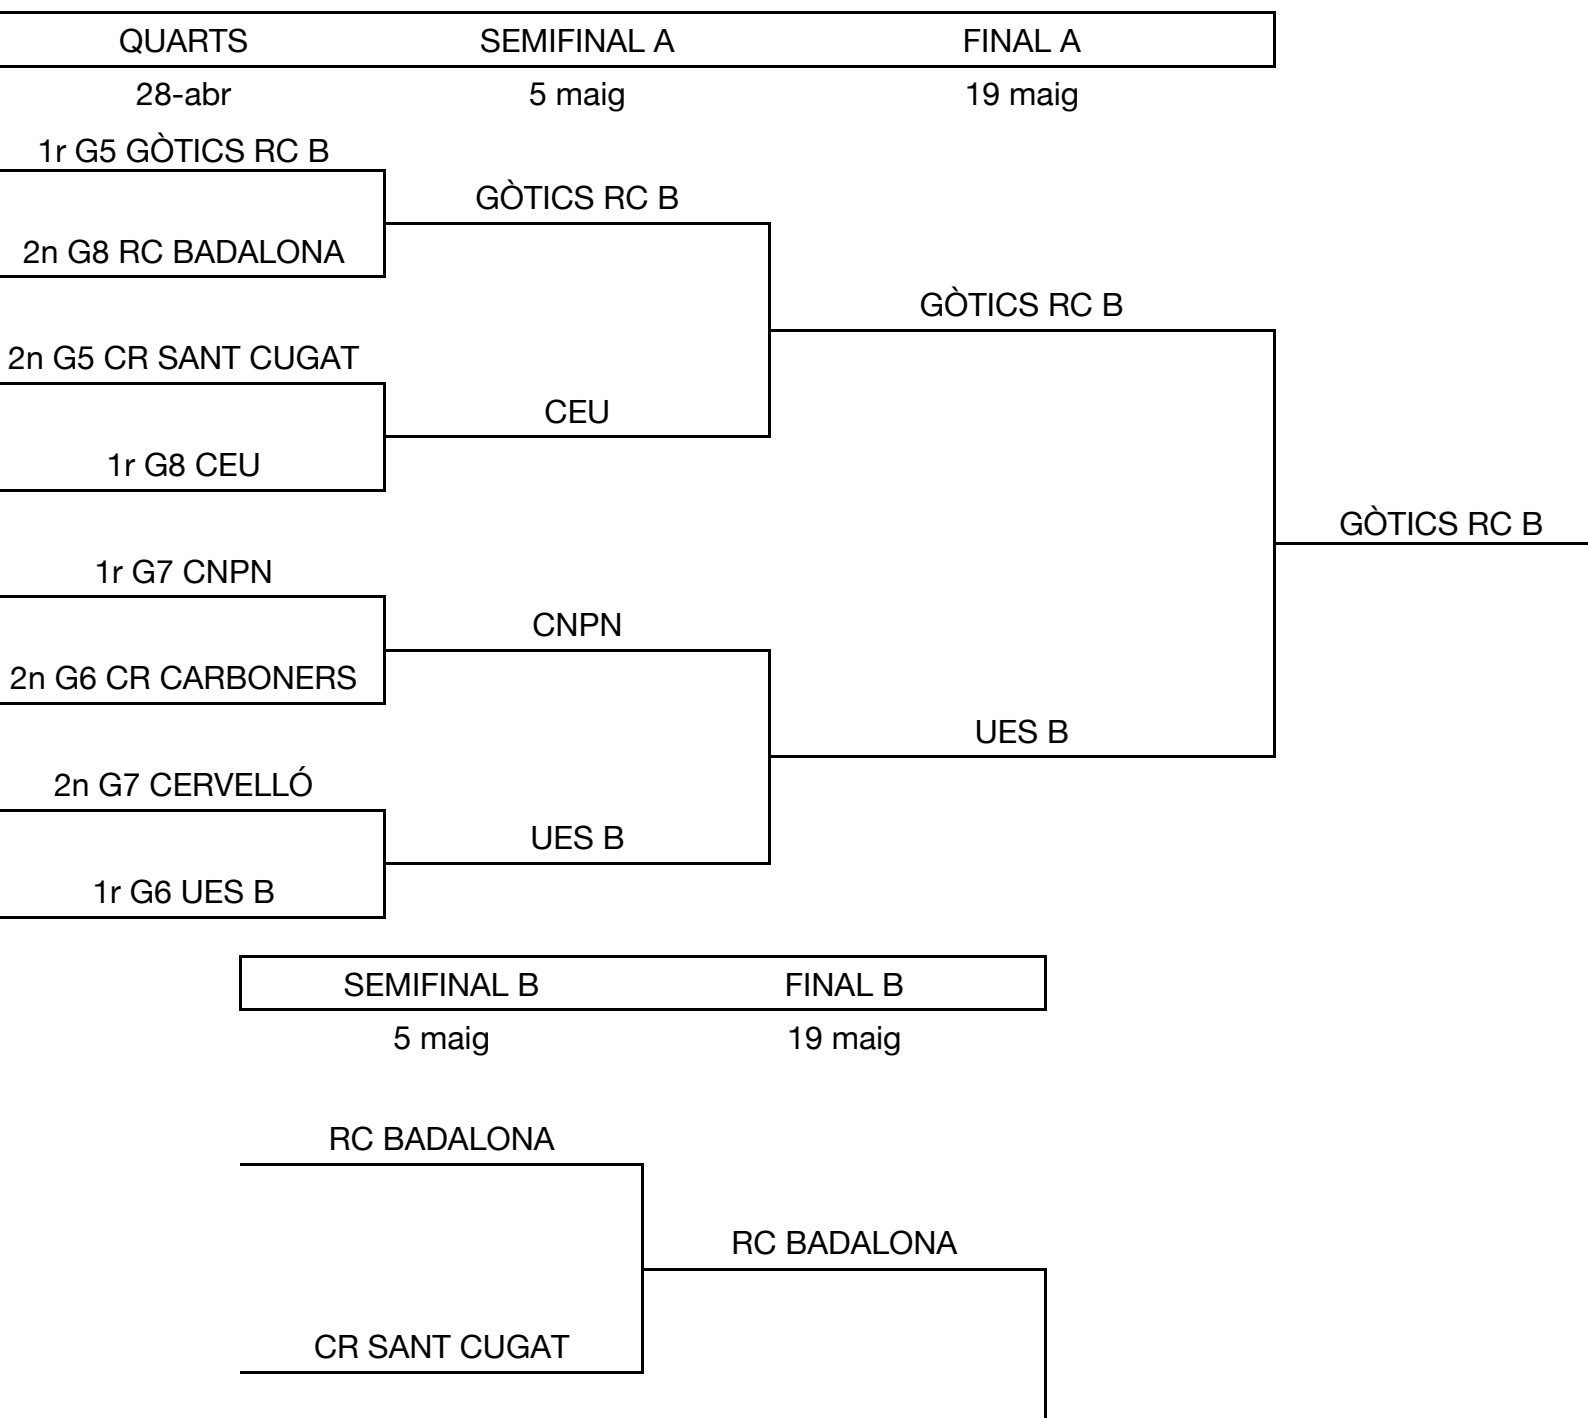 QUARTS SEMIFINAL A FINAL A
28-abr 5 maig 19 maig
1r G5 GÒTICS RC B
GÒTICS RC B
2n G8 RC BADALONA
GÒTICS RC B
2n G5 CR SANT CUGAT
CEU
1r G8 CEU
GÒTICS RC B
1r G7 CNPN
CNPN
2n G6 CR CARBONERS
UES B
2n G7 CERVELLÓ
UES B
1r G6 UES B
SEMIFINAL B FINAL B
5 maig 19 maig
RC BADALONA
RC BADALONA
CR SANT CUGAT